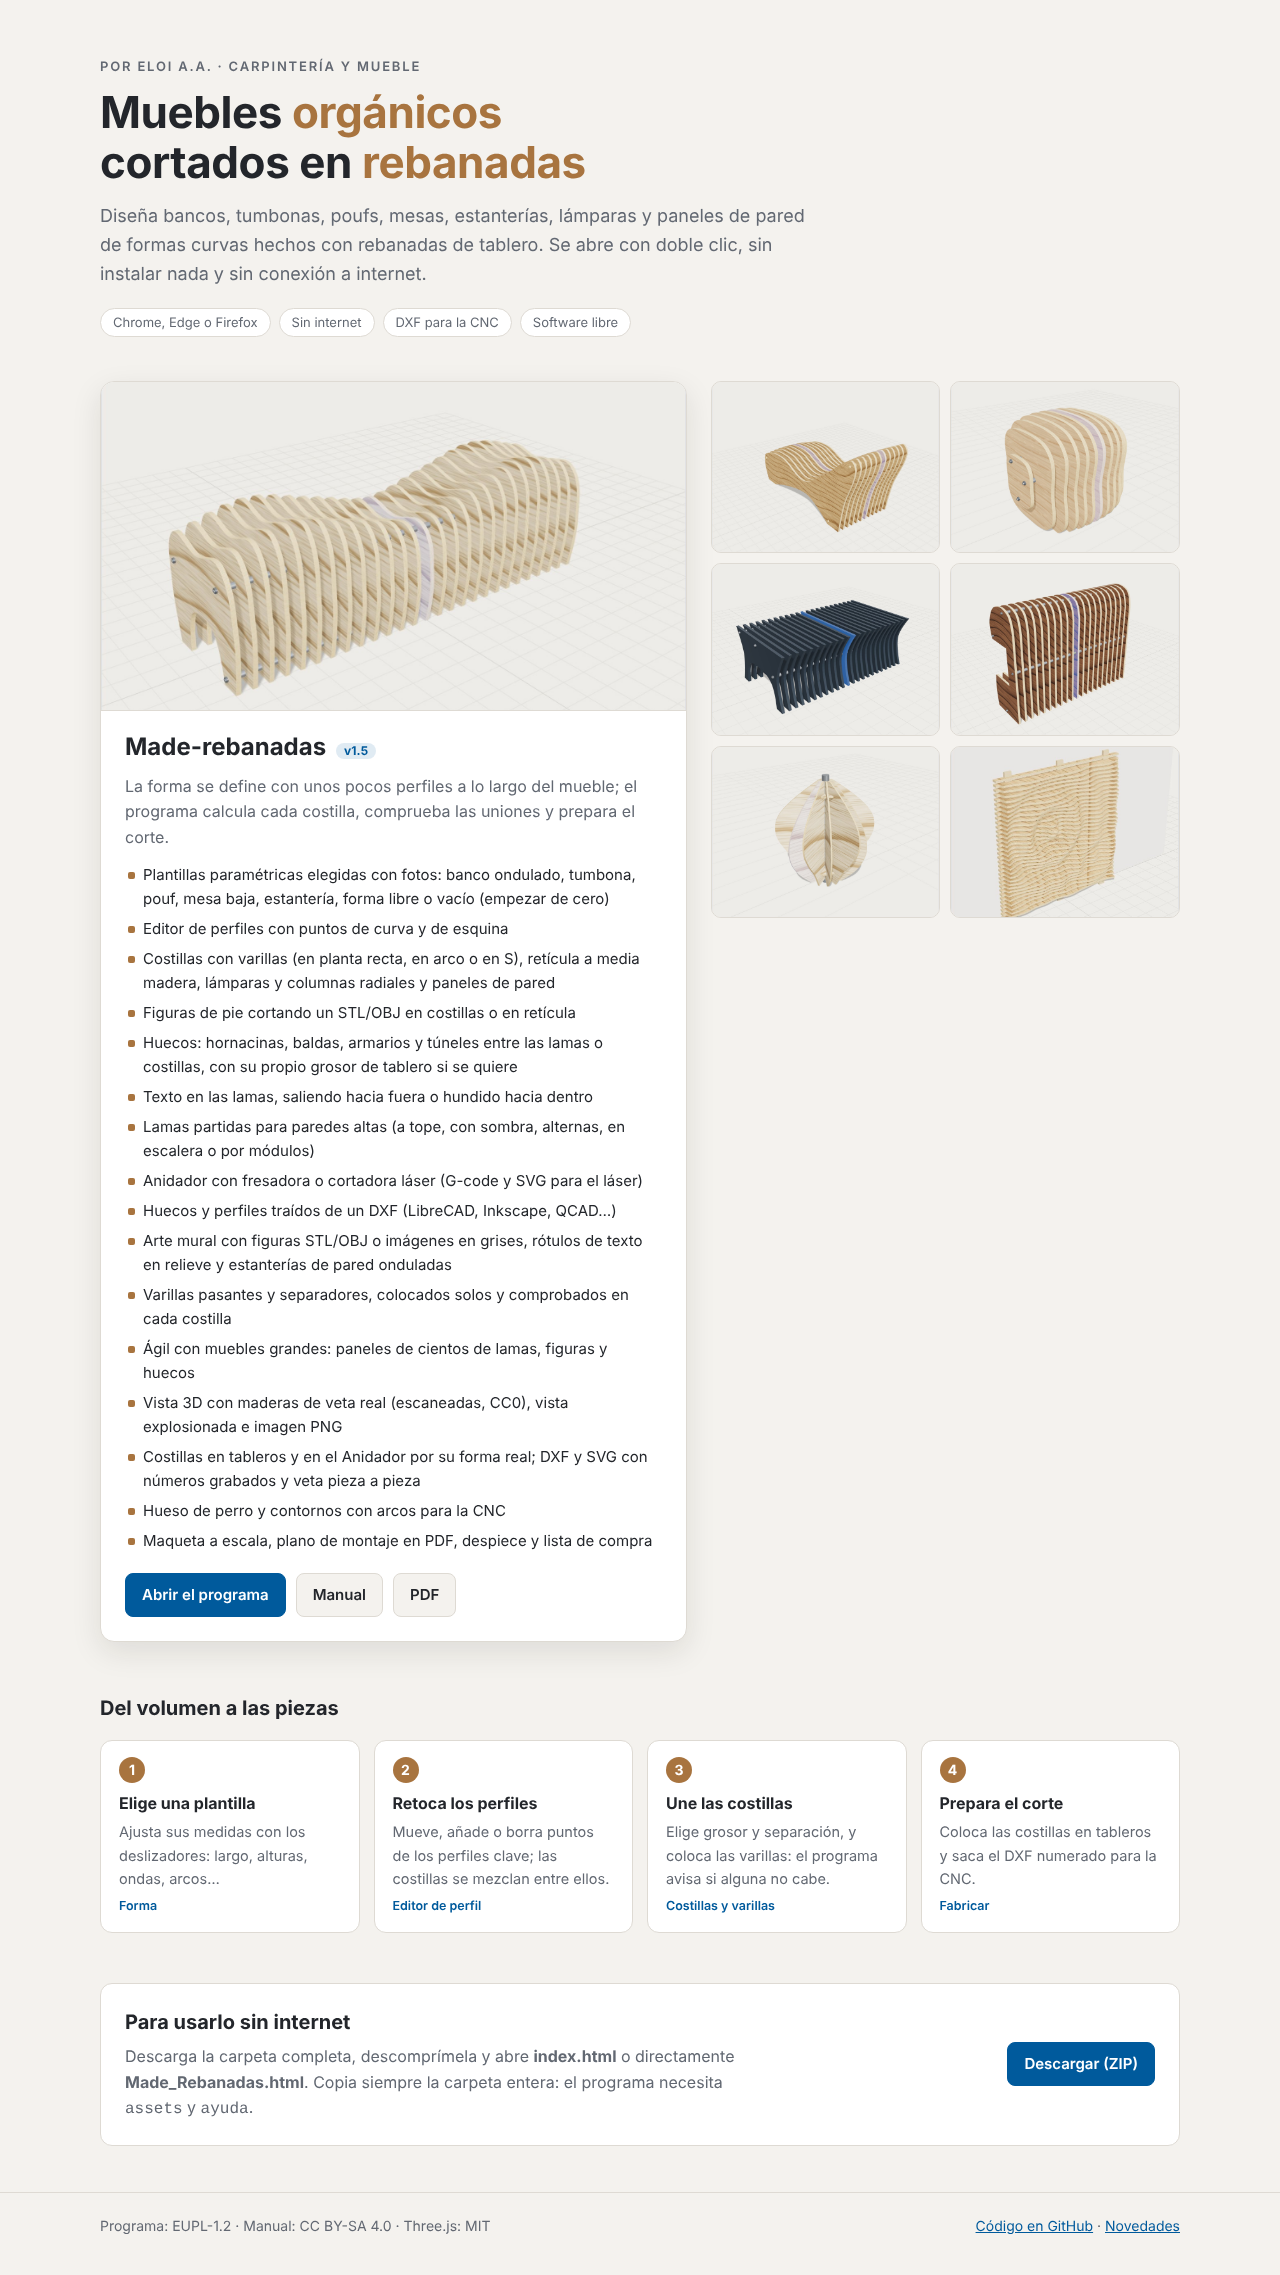 POR ELOI A.A. · CARPINTERÍA Y MUEBLE
Muebles orgánicos
cortados en rebanadas
Diseña bancos, tumbonas, poufs, mesas, estanterías, lámparas y paneles de pared
de formas curvas hechos con rebanadas de tablero. Se abre con doble clic, sin
instalar nada y sin conexión a internet.
Chrome, Edge o Firefox
Sin internet
DXF para la CNC
Software libre
Made-rebanadas v1.5
La forma se define con unos pocos perfiles a lo largo del mueble; el
programa calcula cada costilla, comprueba las uniones y prepara el
corte.
Plantillas paramétricas elegidas con fotos: banco ondulado, tumbona,
pouf, mesa baja, estantería, forma libre o vacío (empezar de cero)
Editor de perfiles con puntos de curva y de esquina
Costillas con varillas (en planta recta, en arco o en S), retícula a media
madera, lámparas y columnas radiales y paneles de pared
Figuras de pie cortando un STL/OBJ en costillas o en retícula
Huecos: hornacinas, baldas, armarios y túneles entre las lamas o
costillas, con su propio grosor de tablero si se quiere
Texto en las lamas, saliendo hacia fuera o hundido hacia dentro
Lamas partidas para paredes altas (a tope, con sombra, alternas, en
escalera o por módulos)
Anidador con fresadora o cortadora láser (G-code y SVG para el láser)
Huecos y perfiles traídos de un DXF (LibreCAD, Inkscape, QCAD...)
Arte mural con figuras STL/OBJ o imágenes en grises, rótulos de texto
en relieve y estanterías de pared onduladas
Varillas pasantes y separadores, colocados solos y comprobados en
cada costilla
Ágil con muebles grandes: paneles de cientos de lamas, figuras y
huecos
Vista 3D con maderas de veta real (escaneadas, CC0), vista
explosionada e imagen PNG
Costillas en tableros y en el Anidador por su forma real; DXF y SVG con
números grabados y veta pieza a pieza
Hueso de perro y contornos con arcos para la CNC
Maqueta a escala, plano de montaje en PDF, despiece y lista de compra
Abrir el programa
Manual
PDF
Del volumen a las piezas
1
Elige una plantilla
Ajusta sus medidas con los
deslizadores: largo, alturas,
ondas, arcos...
Forma
2
Retoca los perfiles
Mueve, añade o borra puntos
de los perfiles clave; las
costillas se mezclan entre ellos.
Editor de perfil
3
Une las costillas
Elige grosor y separación, y
coloca las varillas: el programa
avisa si alguna no cabe.
Costillas y varillas
4
Prepara el corte
Coloca las costillas en tableros
y saca el DXF numerado para la
CNC.
Fabricar
Para usarlo sin internet
Descarga la carpeta completa, descomprímela y abre index.html o directamente
Made_Rebanadas.html. Copia siempre la carpeta entera: el programa necesita
assets y ayuda.
Descargar (ZIP)
Programa: EUPL-1.2 · Manual: CC BY-SA 4.0 · Three.js: MIT
Código en GitHub · Novedades